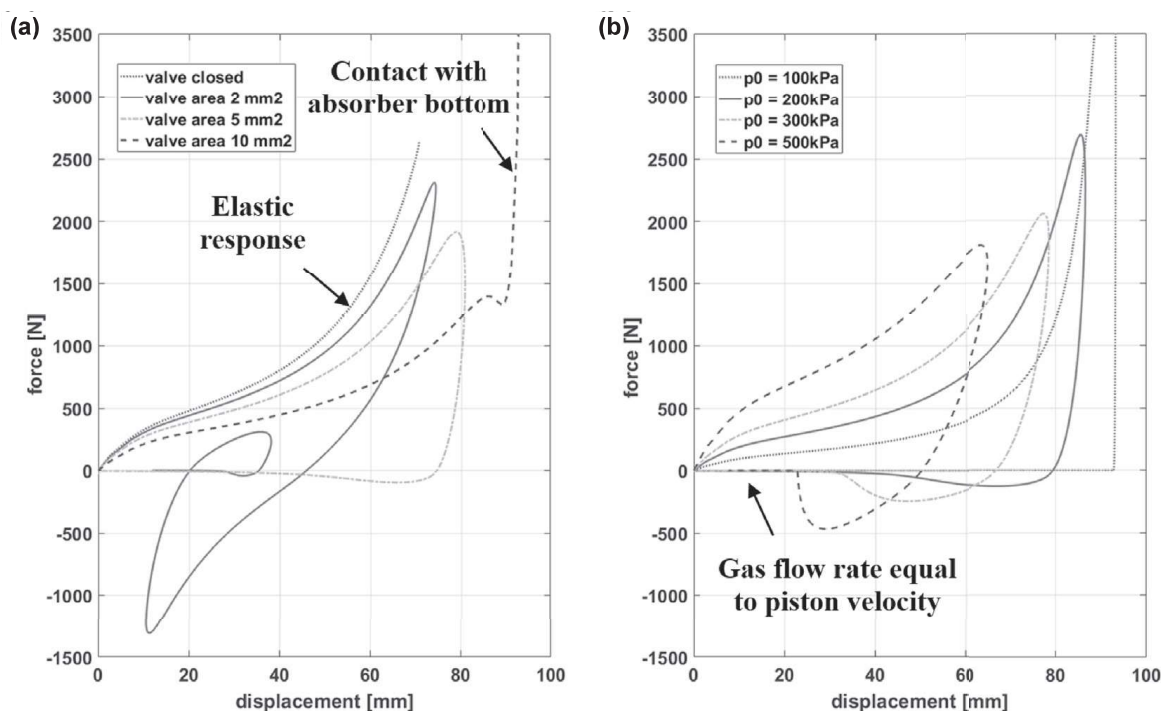 (a)
3500
3000
2500
2000
1500
1000
500
0
-500
-1000
-1500
force [N]
valve closed
valve area 2 mm2
valve area 5 mm2
valve area 10 mm2
Contact with
absorber bottom
Elastic
response
0
20
40
60
80
100
displacement [mm]
(b)
3500
3000
2500
2000
1500
1000
500
0
-500
-1000
-1500
force [N]
p0 = 100kPa
p0 = 200kPa
p0 = 300kPa
p0 = 500kPa
Gas flow rate equal
to piston velocity
0
20
40
60
80
100
displacement [mm]